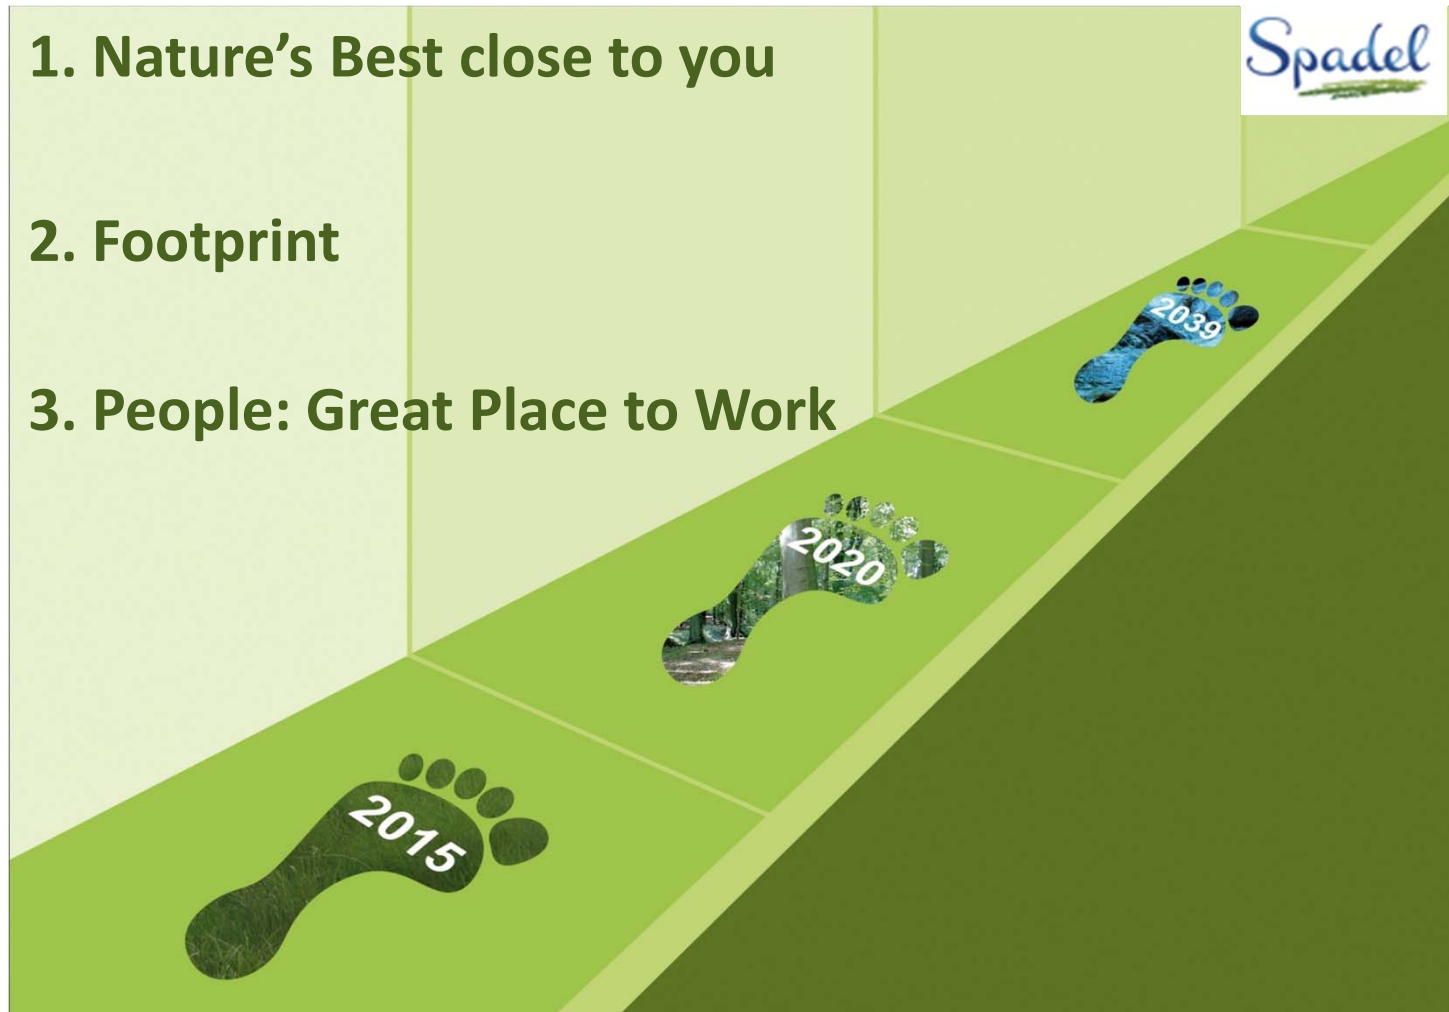 1. Nature’s Best close to you
Spadel
2. Footprint
3. People: Great Place to Work
2039
2020
2015